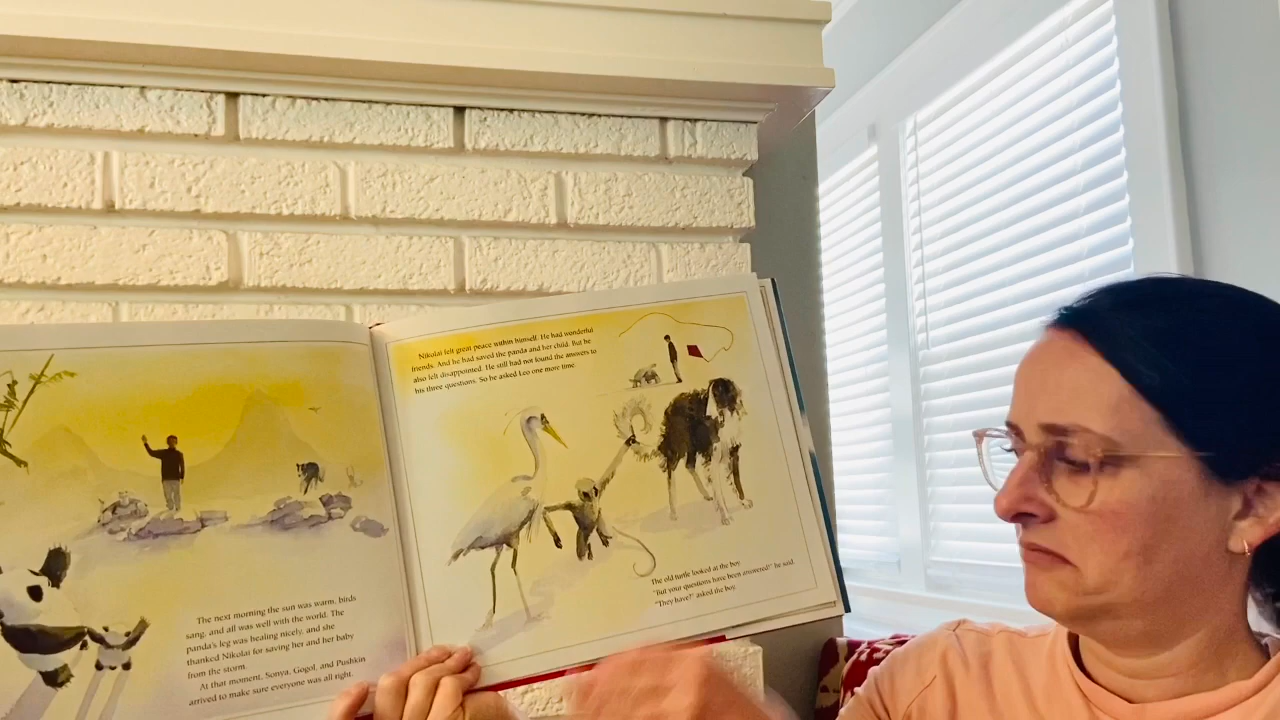 The next morning the sun was warm, birds
sang, and all was well with the world. The
panda's leg was healing nicely, and she
thanked Nikolai for saving her and her baby
from the storm.
At that moment, Sonya, Gogol, and Pushkin
arrived to make sure everyone was all right.
Nikolai felt great peace within himself. He had wonderful
friends. And he had saved the panda and her child. But he
also felt disappointed. He still had not found the answers to
his three questions. So he asked Leo one more time.
The old turtle looked at the boy.
"But your questions have been answered!" he said.
"They have?" asked the boy.